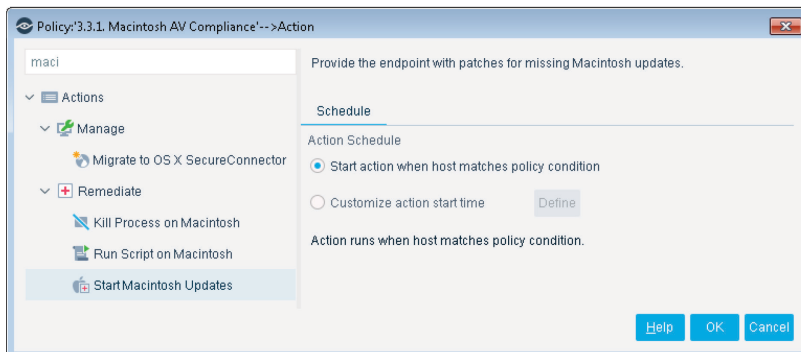 Policy:'3.3.1. Macintosh AV Compliance'-->Action
maci
Actions
Manage
Migrate to OS X SecureConnector
Remediate
Kill Process on Macintosh
Run Script on Macintosh
Start Macintosh Updates
Provide the endpoint with patches for missing Macintosh updates.
Schedule
Action Schedule
Start action when host matches policy condition
Customize action start time Define
Action runs when host matches policy condition.
Help OK Cancel